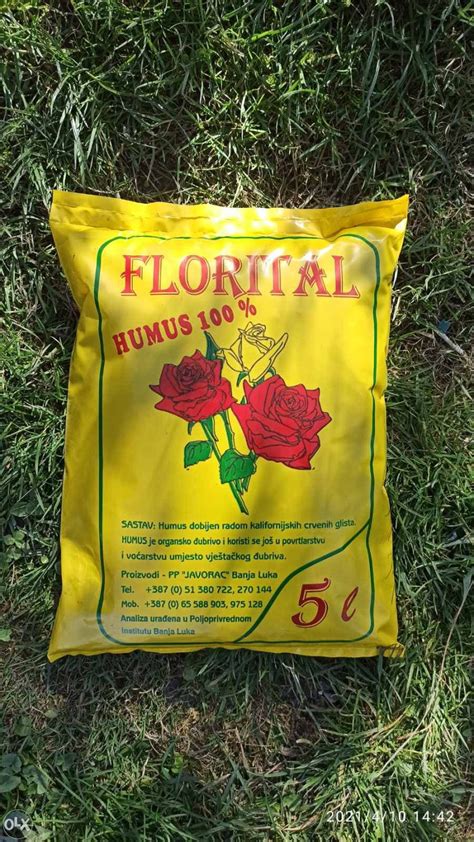 FLORITAL
HUMUS 100 %
SASTAV: Humus dobijen radom kalifornijskih crvenih glista.
HUMUS je organsko đubrivo i koristi se još u povrtlarstvu
i voćarstvu umjesto vještačkog đubriva.
Proizvodi - PP "JAVORAC" Banja Luka
Tel. +387 (0) 51 380 722, 270 144
Mob. +387 (0) 65 588 903, 975 128
Analiza urađena u Poljoprivrednom
Institutu Banja Luka
5 l
2021/4/10 14:42
OLX